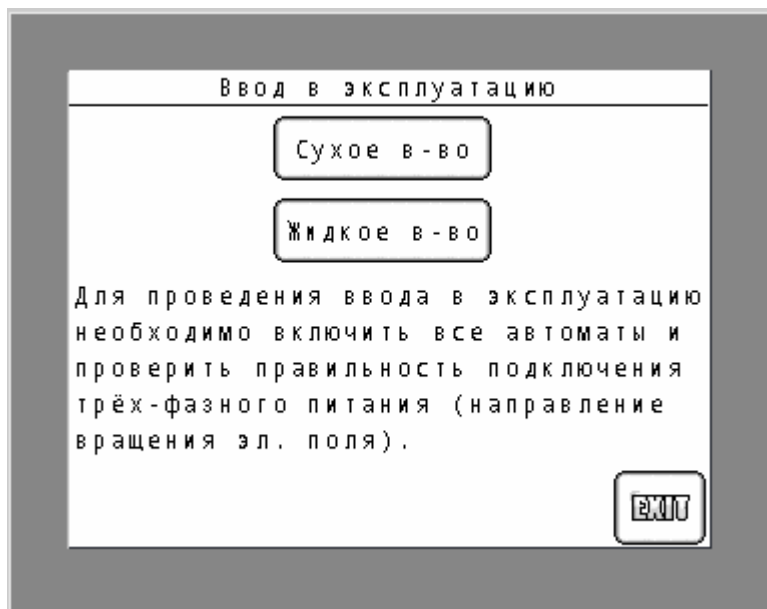 Ввод в эксплуатацию
Сухое в-во
Жидкое в-во
Для проведения ввода в эксплуатацию
необходимо включить все автоматы и
проверить правильность подключения
трёх-фазного питания (направление
вращения эл. поля).
EXIT